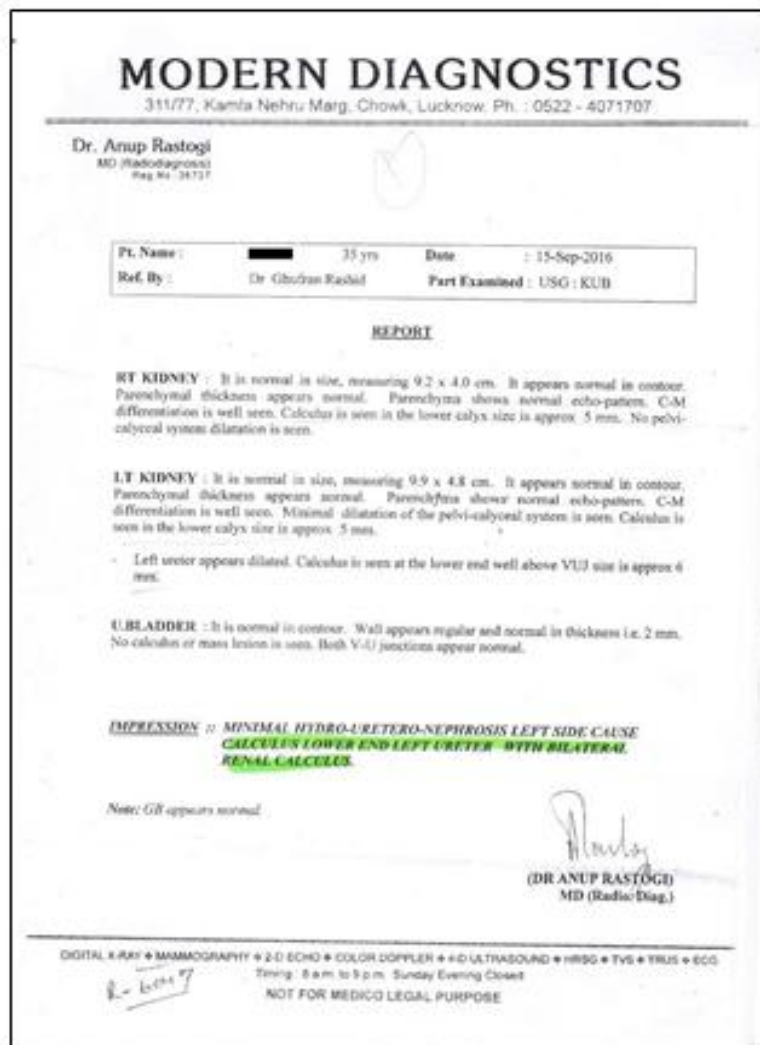 MODERN DIAGNOSTICS
311/77, Kamla Nehru Marg, Chowk, Lucknow. Ph. : 0522 - 4071707
Dr. Anup Rastogi
MD (Radiodiagnosis)
Reg No
Pt. Name : 35 yrs Date : 15-Sep-2016
Ref. By : Dr Ghufran Rashid Part Examined : USG : KUB
REPORT
RT KIDNEY : It is normal in size, measuring 9.2 x 4.0 cm. It appears normal in contour.
Parenchymal thickness appears normal. Parenchyma shows normal echo-pattern. C-M
differentiation is well seen. Calculus is seen in the lower calyx size is approx 5 mm. No pelvi-
calyceal system dilatation is seen.
LT KIDNEY : It is normal in size, measuring 9.9 x 4.8 cm. It appears normal in contour.
Parenchymal thickness appears normal. Parenchyma shows normal echo-pattern. C-M
differentiation is well seen. Minimal dilatation of the pelvi-calyceal system is seen. Calculus is
seen in the lower calyx size is approx 5 mm.
- Left ureter appears dilated. Calculus is seen at the lower end well above VUJ size is approx 6
mm.
U.BLADDER : It is normal in contour. Wall appears regular and normal in thickness i.e. 2 mm.
No calculus or mass lesion is seen. Both V-U junctions appear normal.
IMPRESSION :: MINIMAL HYDRO-URETERO-NEPHROSIS LEFT SIDE CAUSE
CALCULUS LOWER END LEFT URETER WITH BILATERAL
RENAL CALCULUS.
Note: GB appears normal.
(DR ANUP RASTOGI)
MD (Radio. Diag.)
DIGITAL X-RAY + MAMMOGRAPHY + 2-D ECHO + COLOR DOPPLER + 4-D ULTRASOUND + HRSG + TVS + TRUS + ECG
Timing : 8 a.m. to 9 p.m. Sunday Evening Closed
NOT FOR MEDICO LEGAL PURPOSE